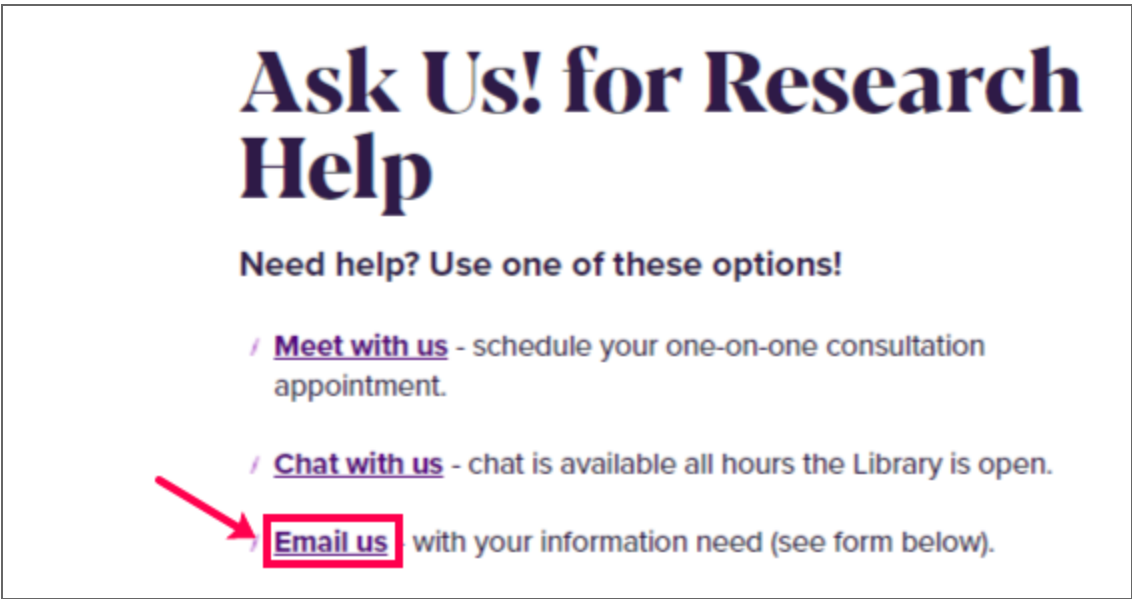 Ask Us! for Research
Help
Need help? Use one of these options!
Meet with us - schedule your one-on-one consultation
appointment.
Chat with us - chat is available all hours the Library is open.
Email us - with your information need (see form below).